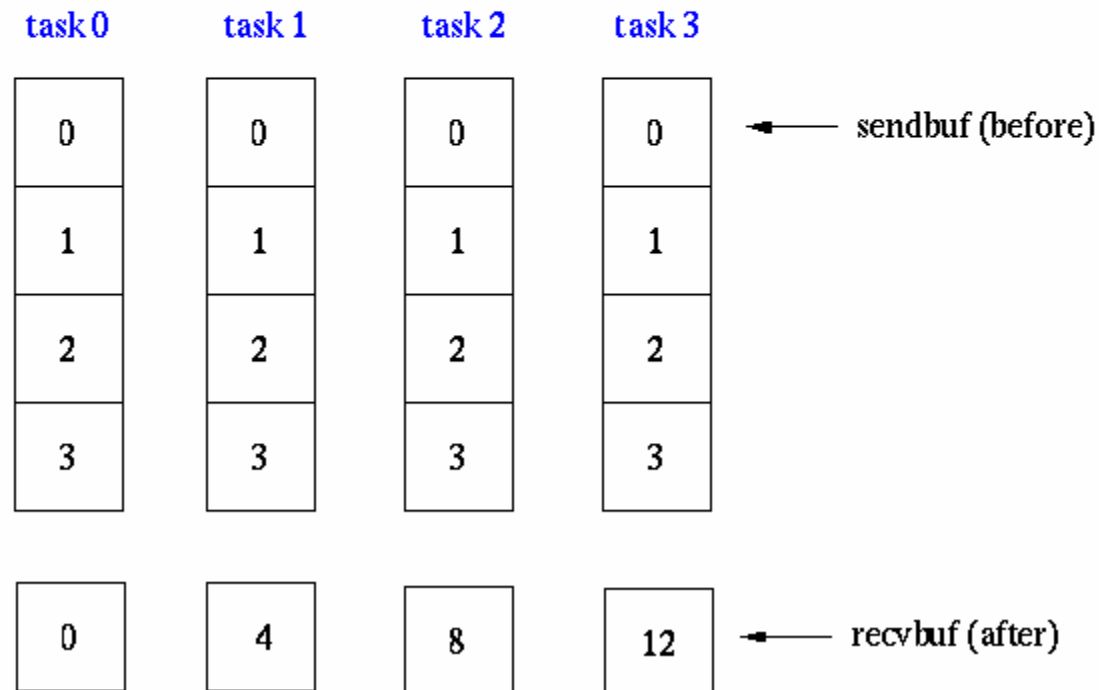 task 0 task 1 task 2 task 3
0 0 0 0 sendbuf (before)
1 1 1 1
2 2 2 2
3 3 3 3
0 4 8 12 recvbuf (after)